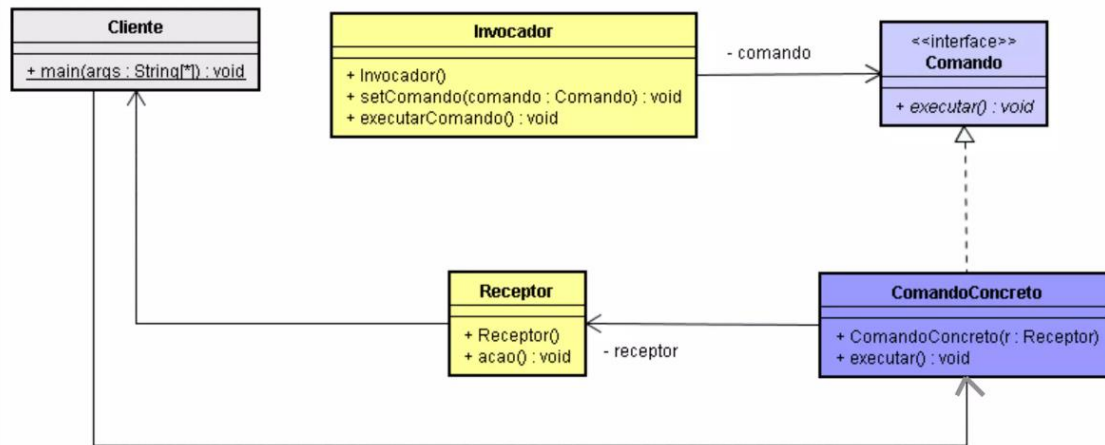 Cliente
+ main(args : String[*]) : void
Invocador
+ Invocador()
+ setComando(comando : Comando) : void
+ executarComando() : void
- comando
<<interface>>
Comando
+ executar() : void
Receptor
+ Receptor()
+ acao() : void
- receptor
ComandoConcreto
+ ComandoConcreto(r : Receptor)
+ executar() : void